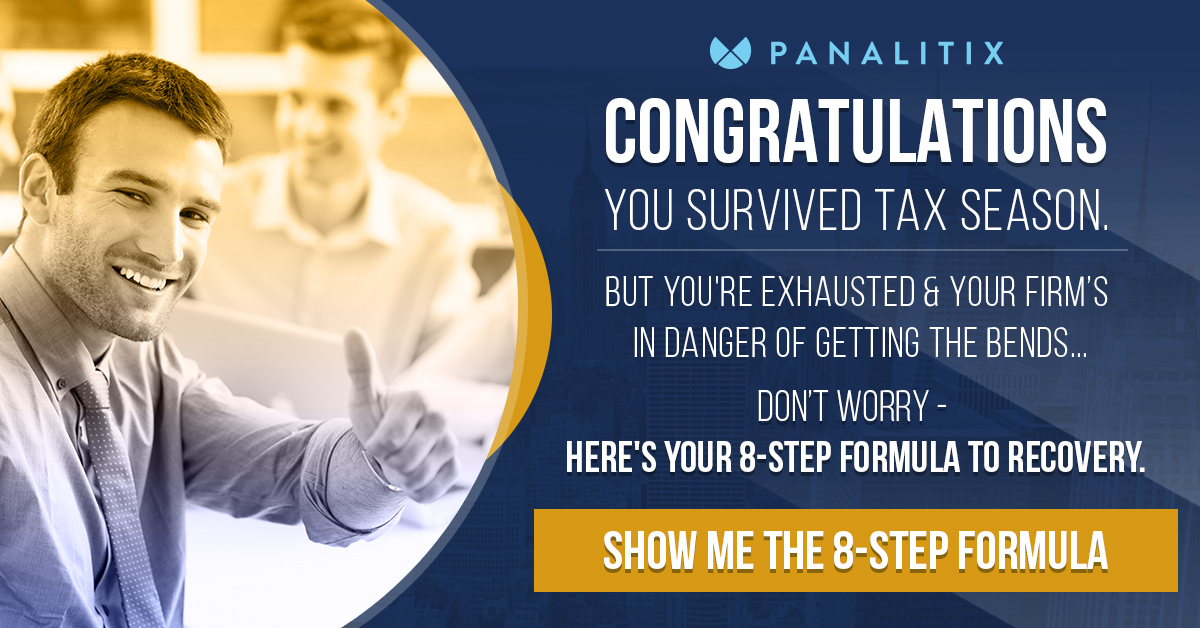 PANALITIX
CONGRATULATIONS
YOU SURVIVED TAX SEASON.
BUT YOU'RE EXHAUSTED & YOUR FIRM’S
IN DANGER OF GETTING THE BENDS...
DON’T WORRY -
HERE'S YOUR 8-STEP FORMULA TO RECOVERY.
SHOW ME THE 8-STEP FORMULA